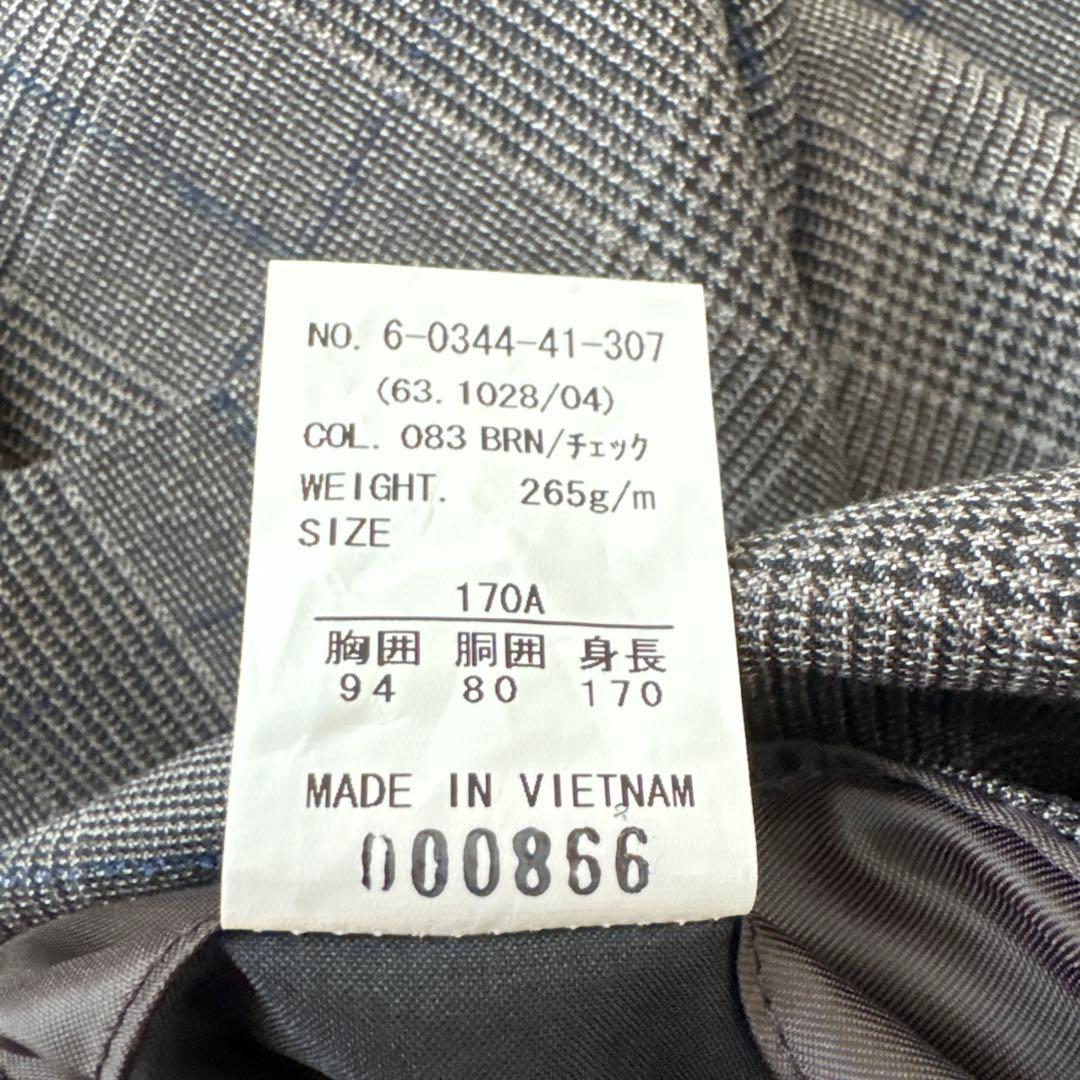 NO. 6-0344-41-307
(63.1028/04)
COL. 083 BRN/チェック
WEIGHT. 265g/m
SIZE
170A
胸囲 胴囲 身長
94 80 170
MADE IN VIETNAM
000866